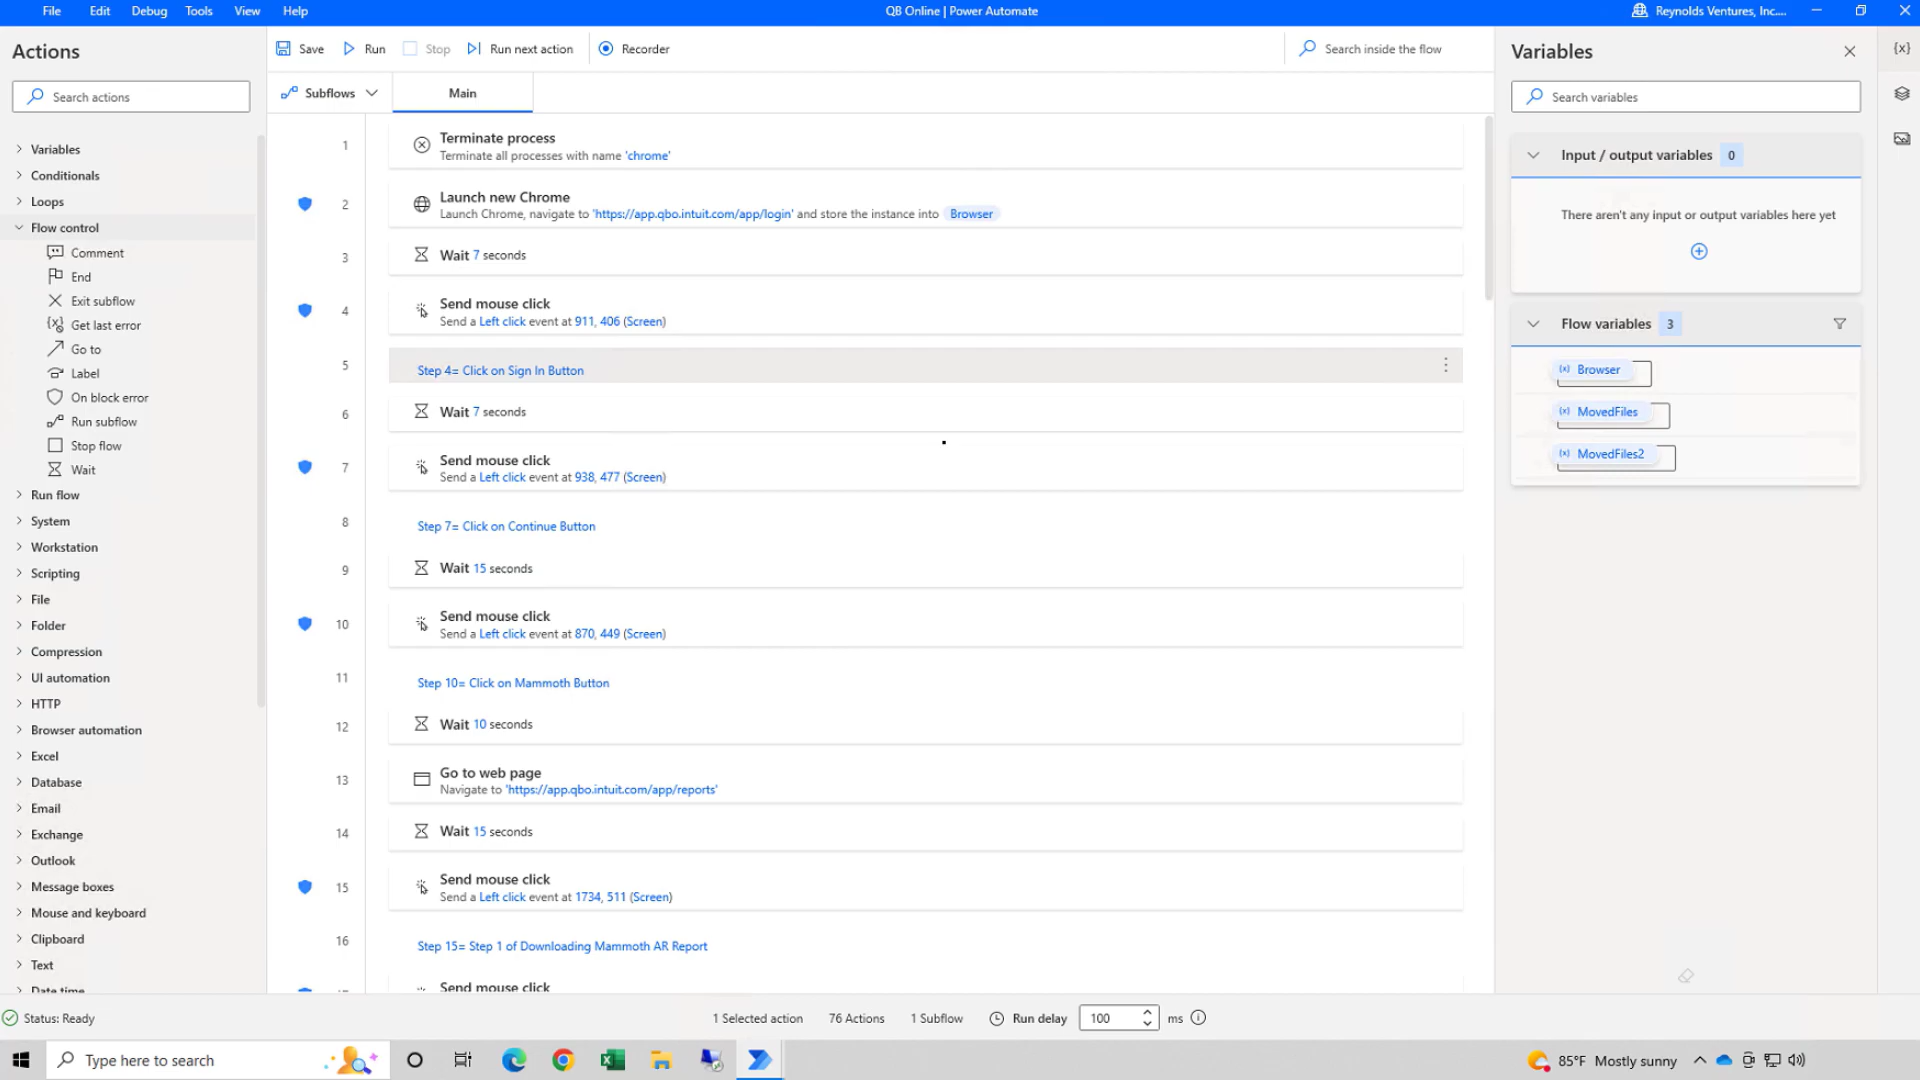 File Edit Debug Tools View Help
QB Online | Power Automate
Reynolds Ventures, Inc....
Actions
Search actions
Variables
Conditionals
Loops
Flow control
Comment
End
Exit subflow
Get last error
Go to
Label
On block error
Run subflow
Stop flow
Wait
Run flow
System
Workstation
Scripting
File
Folder
Compression
UI automation
HTTP
Browser automation
Excel
Database
Email
Exchange
Outlook
Message boxes
Mouse and keyboard
Clipboard
Text
Date time
Save Run Stop Run next action Recorder
Search inside the flow
Subflows
Main
1
Terminate process
Terminate all processes with name 'chrome'
2
Launch new Chrome
Launch Chrome, navigate to 'https://app.qbo.intuit.com/app/login' and store the instance into Browser
3
Wait 7 seconds
4
Send mouse click
Send a Left click event at 911, 406 (Screen)
5
Step 4= Click on Sign In Button
6
Wait 7 seconds
7
Send mouse click
Send a Left click event at 938, 477 (Screen)
8
Step 7= Click on Continue Button
9
Wait 15 seconds
10
Send mouse click
Send a Left click event at 870, 449 (Screen)
11
Step 10= Click on Mammoth Button
12
Wait 10 seconds
13
Go to web page
Navigate to 'https://app.qbo.intuit.com/app/reports'
14
Wait 15 seconds
15
Send mouse click
Send a Left click event at 1734, 511 (Screen)
16
Step 15= Step 1 of Downloading Mammoth AR Report
Send mouse click
Variables
{x}
Search variables
Input / output variables 0
There aren't any input or output variables here yet
Flow variables 3
(x) Browser
(x) MovedFiles
(x) MovedFiles2
Status: Ready
1 Selected action
76 Actions
1 Subflow
Run delay 100 ms
Type here to search
85°F Mostly sunny